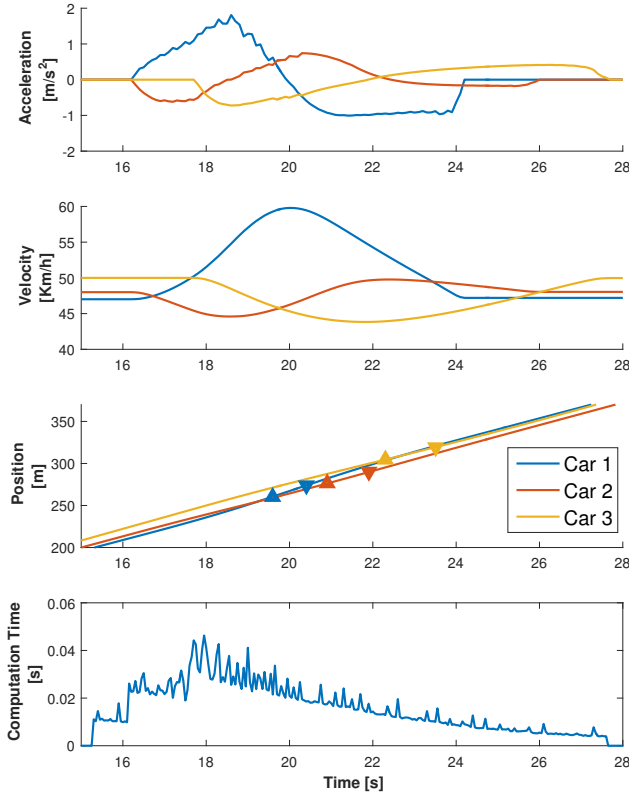 2
1
0
-1
-2
Acceleration
[m/s²]
16 18 20 22 24 26 28
60
55
50
45
40
Velocity
[Km/h]
16 18 20 22 24 26 28
350
300
250
200
Position
[m]
Car 1
Car 2
Car 3
16 18 20 22 24 26 28
0.06
0.04
0.02
0
Computation Time
[s]
16 18 20 22 24 26 28
Time [s]